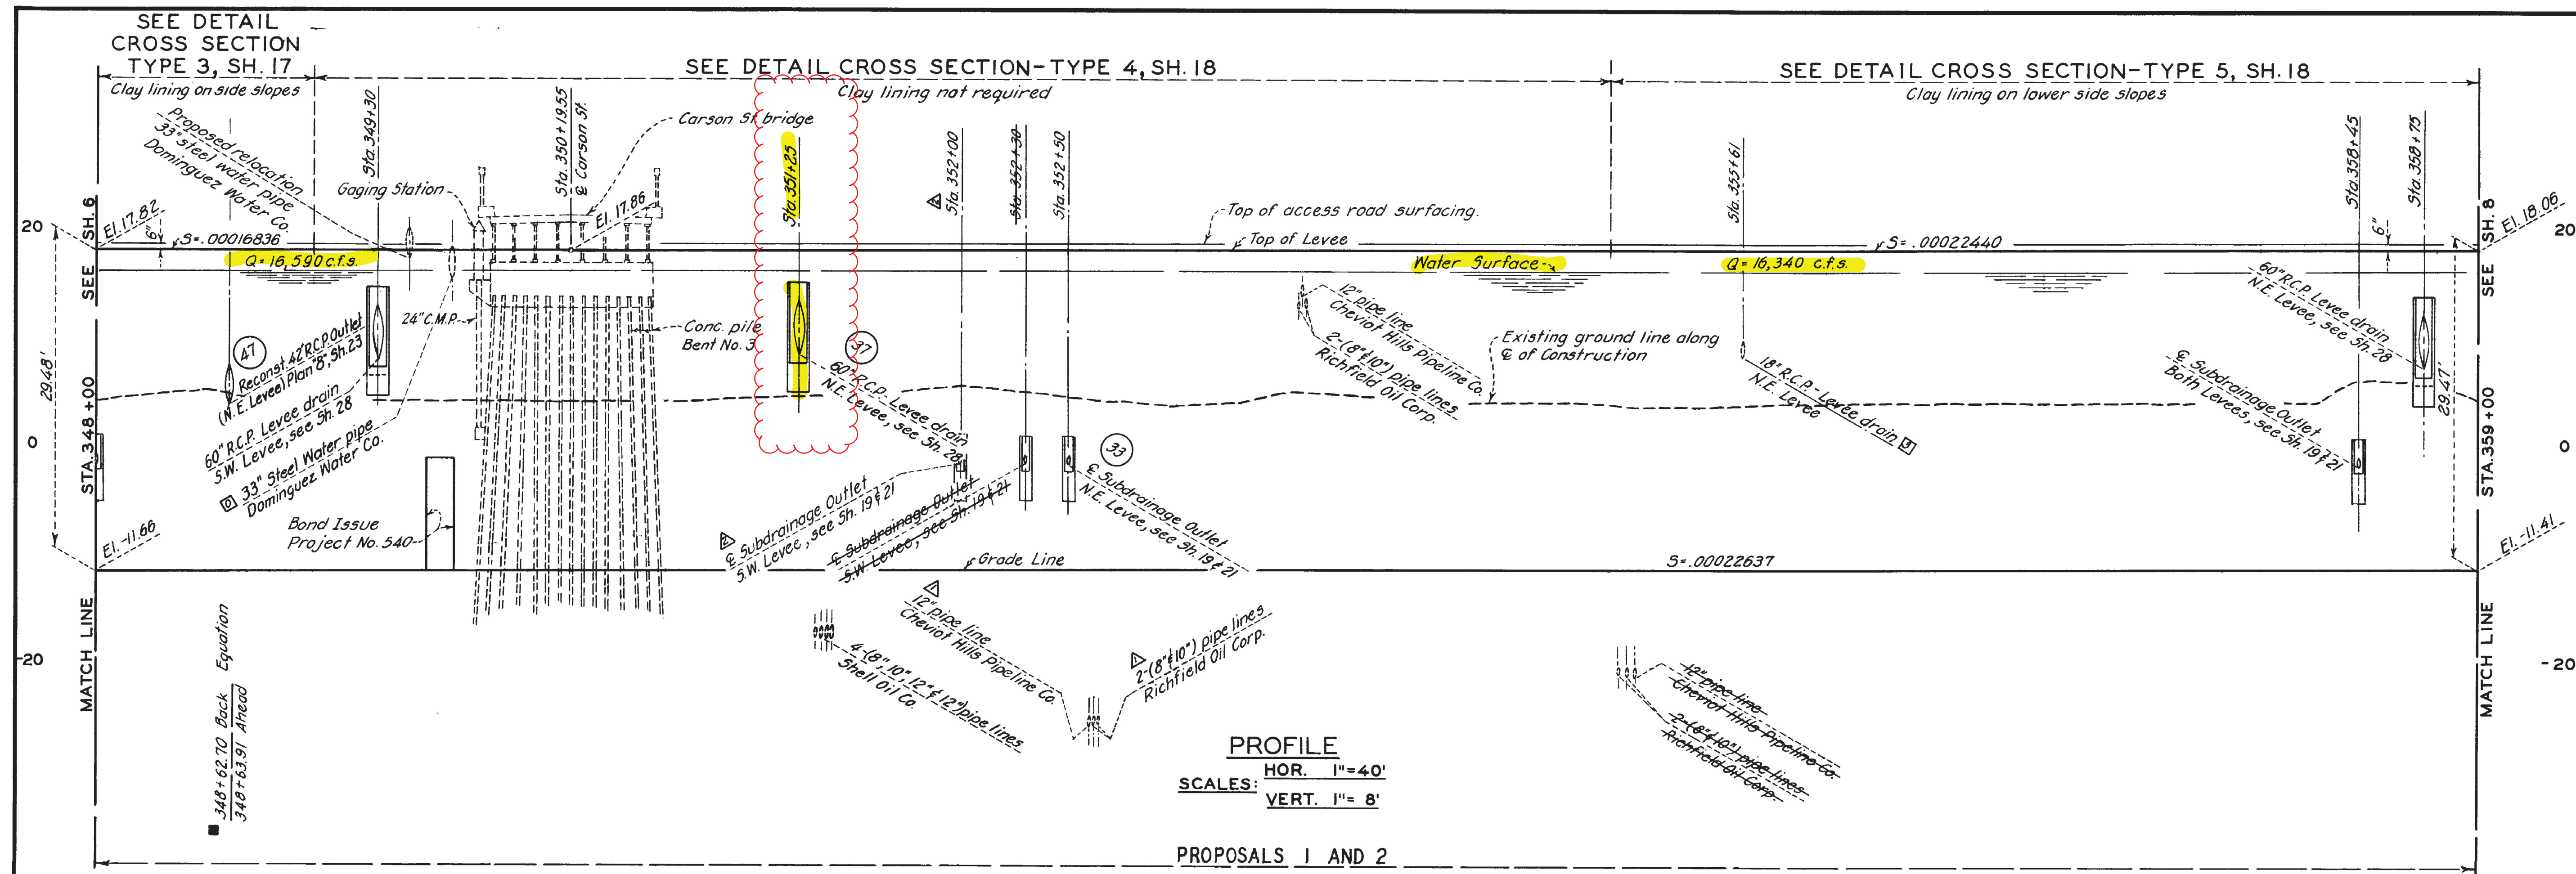 SEE DETAIL
CROSS SECTION
TYPE 3, SH. 17
Clay lining on side slopes
SEE DETAIL CROSS SECTION-TYPE 4, SH. 18
Clay lining not required
SEE DETAIL CROSS SECTION-TYPE 5, SH. 18
Clay lining on lower side slopes
Proposed relocation
33" steel water pipe
Dominguez Water Co.
Sta. 349+30
Gaging Station
Sta. 350+19.55
℄ Carson St.
Carson St. bridge
El. 17.86
Sta. 351+25
Sta. 352+00
Sta. 352+30
Sta. 352+50
Top of access road surfacing.
Top of Levee
Sta. 355+61
Sta. 358+45
Sta. 358+75
SEE SH. 6
STA. 348+00
MATCH LINE
20
0
-20
El. 17.82
6"
S=.00016836
Q=16,590 c.f.s.
29.48'
El. -11.66
47
Reconst. 42" R.C.P. Outlet
(N.E. Levee) Plan "8", Sh. 23
60" R.C.P. Levee drain
S.W. Levee, see Sh. 28
33" Steel Water pipe
Dominguez Water Co.
24" C.M.P.
Bond Issue
Project No. 540
Conc. pile
Bent No. 3
37
60" R.C.P.- Levee drain
N.E. Levee, see Sh. 28
2
℄ Subdrainage Outlet
S.W. Levee, see Sh. 19 & 21
℄ Subdrainage Outlet
S.W. Levee, see Sh. 19 & 21
33
℄ Subdrainage Outlet
N.E. Levee, see Sh. 19 & 21
12" pipe line
Cheviot Hills Pipeline Co.
2-(8"&10") pipe lines
Richfield Oil Corp.
Existing ground line along
℄ of Construction
Water Surface
Q=16,340 c.f.s.
S=.00022440
18" R.C.P.- Levee drain 3
N.E. Levee
60" R.C.P. Levee drain
N.E. Levee, see Sh. 28
℄ Subdrainage Outlet
Both Levees, see Sh. 19 & 21
6"
29.47'
El. 18.06
El. -11.41
SEE SH. 8
STA. 359+00
MATCH LINE
20
0
-20
Grade Line
S=.00022637
348+62.70 Back Equation
348+63.91 Ahead
4-(8", 10", 12" & 12") pipe lines
Shell Oil Co.
1
12" pipe line
Cheviot Hills Pipeline Co.
1
2-(8"&10") pipe lines
Richfield Oil Corp.
12" pipe line
Cheviot Hills Pipeline Co.
2-(8"&10") pipe lines
Richfield Oil Corp.
PROFILE
SCALES: HOR. 1"=40'
VERT. 1"= 8'
PROPOSALS 1 AND 2